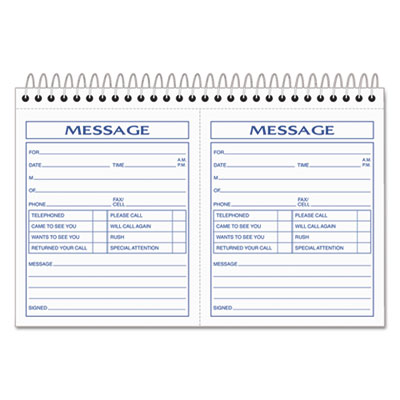 MESSAGE
FOR
A.M.
DATE TIME P.M.
M
OF
FAX/
PHONE CELL
TELEPHONED PLEASE CALL
CAME TO SEE YOU WILL CALL AGAIN
WANTS TO SEE YOU RUSH
RETURNED YOUR CALL SPECIAL ATTENTION
MESSAGE
SIGNED
MESSAGE
FOR
A.M.
DATE TIME P.M.
M
OF
FAX/
PHONE CELL
TELEPHONED PLEASE CALL
CAME TO SEE YOU WILL CALL AGAIN
WANTS TO SEE YOU RUSH
RETURNED YOUR CALL SPECIAL ATTENTION
MESSAGE
SIGNED